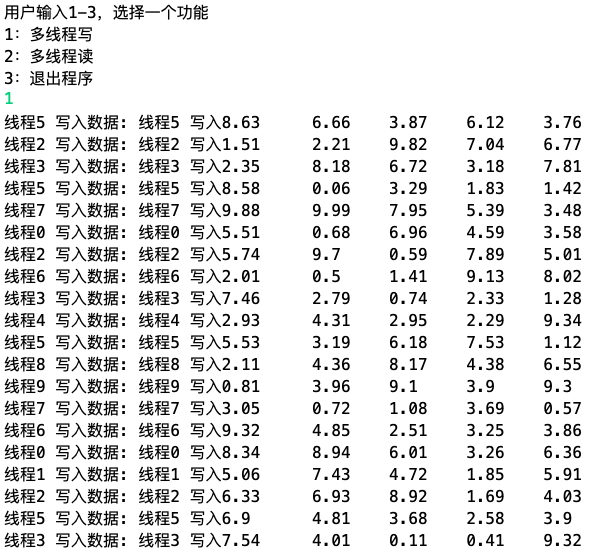 用户输入1-3，选择一个功能
1：多线程写
2：多线程读
3：退出程序
1
线程5 写入数据: 线程5 写入8.63 6.66 3.87 6.12 3.76
线程2 写入数据: 线程2 写入1.51 2.21 9.82 7.04 6.77
线程3 写入数据: 线程3 写入2.35 8.18 6.72 3.18 7.81
线程5 写入数据: 线程5 写入8.58 0.06 3.29 1.83 1.42
线程7 写入数据: 线程7 写入9.88 9.99 7.95 5.39 3.48
线程0 写入数据: 线程0 写入5.51 0.68 6.96 4.59 3.58
线程2 写入数据: 线程2 写入5.74 9.7 0.59 7.89 5.01
线程6 写入数据: 线程6 写入2.01 0.5 1.41 9.13 8.02
线程3 写入数据: 线程3 写入7.46 2.79 0.74 2.33 1.28
线程4 写入数据: 线程4 写入2.93 4.31 2.95 2.29 9.34
线程5 写入数据: 线程5 写入5.53 3.19 6.18 7.53 1.12
线程8 写入数据: 线程8 写入2.11 4.36 8.17 4.38 6.55
线程9 写入数据: 线程9 写入0.81 3.96 9.1 3.9 9.3
线程7 写入数据: 线程7 写入3.05 0.72 1.08 3.69 0.57
线程6 写入数据: 线程6 写入9.32 4.85 2.51 3.25 3.86
线程0 写入数据: 线程0 写入8.34 8.94 6.01 3.26 6.36
线程1 写入数据: 线程1 写入5.06 7.43 4.72 1.85 5.91
线程2 写入数据: 线程2 写入6.33 6.93 8.92 1.69 4.03
线程5 写入数据: 线程5 写入6.9 4.81 3.68 2.58 3.9
线程3 写入数据: 线程3 写入7.54 4.01 0.11 0.41 9.32